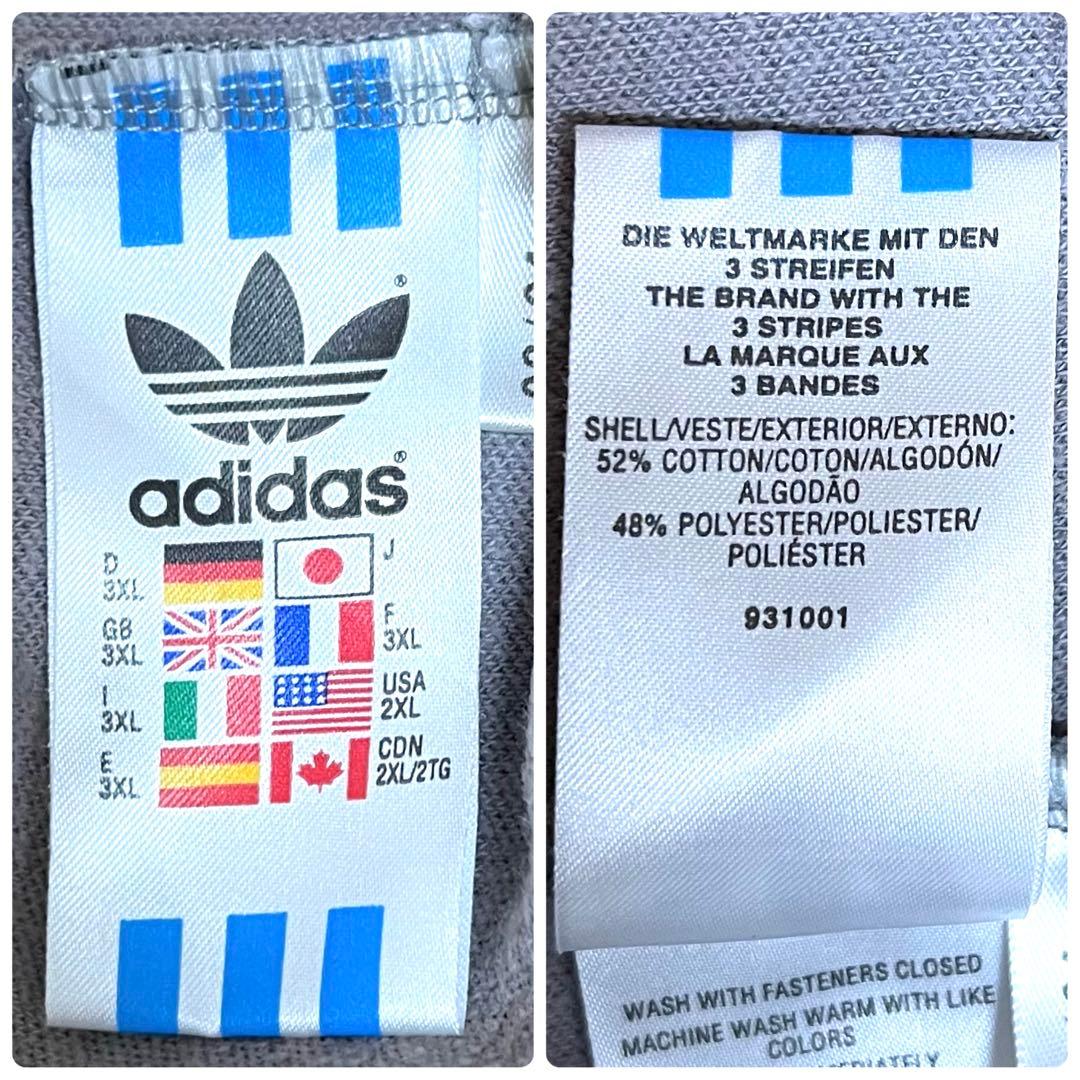 adidas
D
3XL
J
GB
3XL
F
3XL
I
3XL
USA
2XL
E
3XL
CDN
2XL/2TG
DIE WELTMARKE MIT DEN
3 STREIFEN
THE BRAND WITH THE
3 STRIPES
LA MARQUE AUX
3 BANDES
SHELL/VESTE/EXTERIOR/EXTERNO:
52% COTTON/COTON/ALGODÓN/
ALGODÃO
48% POLYESTER/POLIESTER/
POLIÉSTER
931001
WASH WITH FASTENERS CLOSED
MACHINE WASH WARM WITH LIKE
COLORS